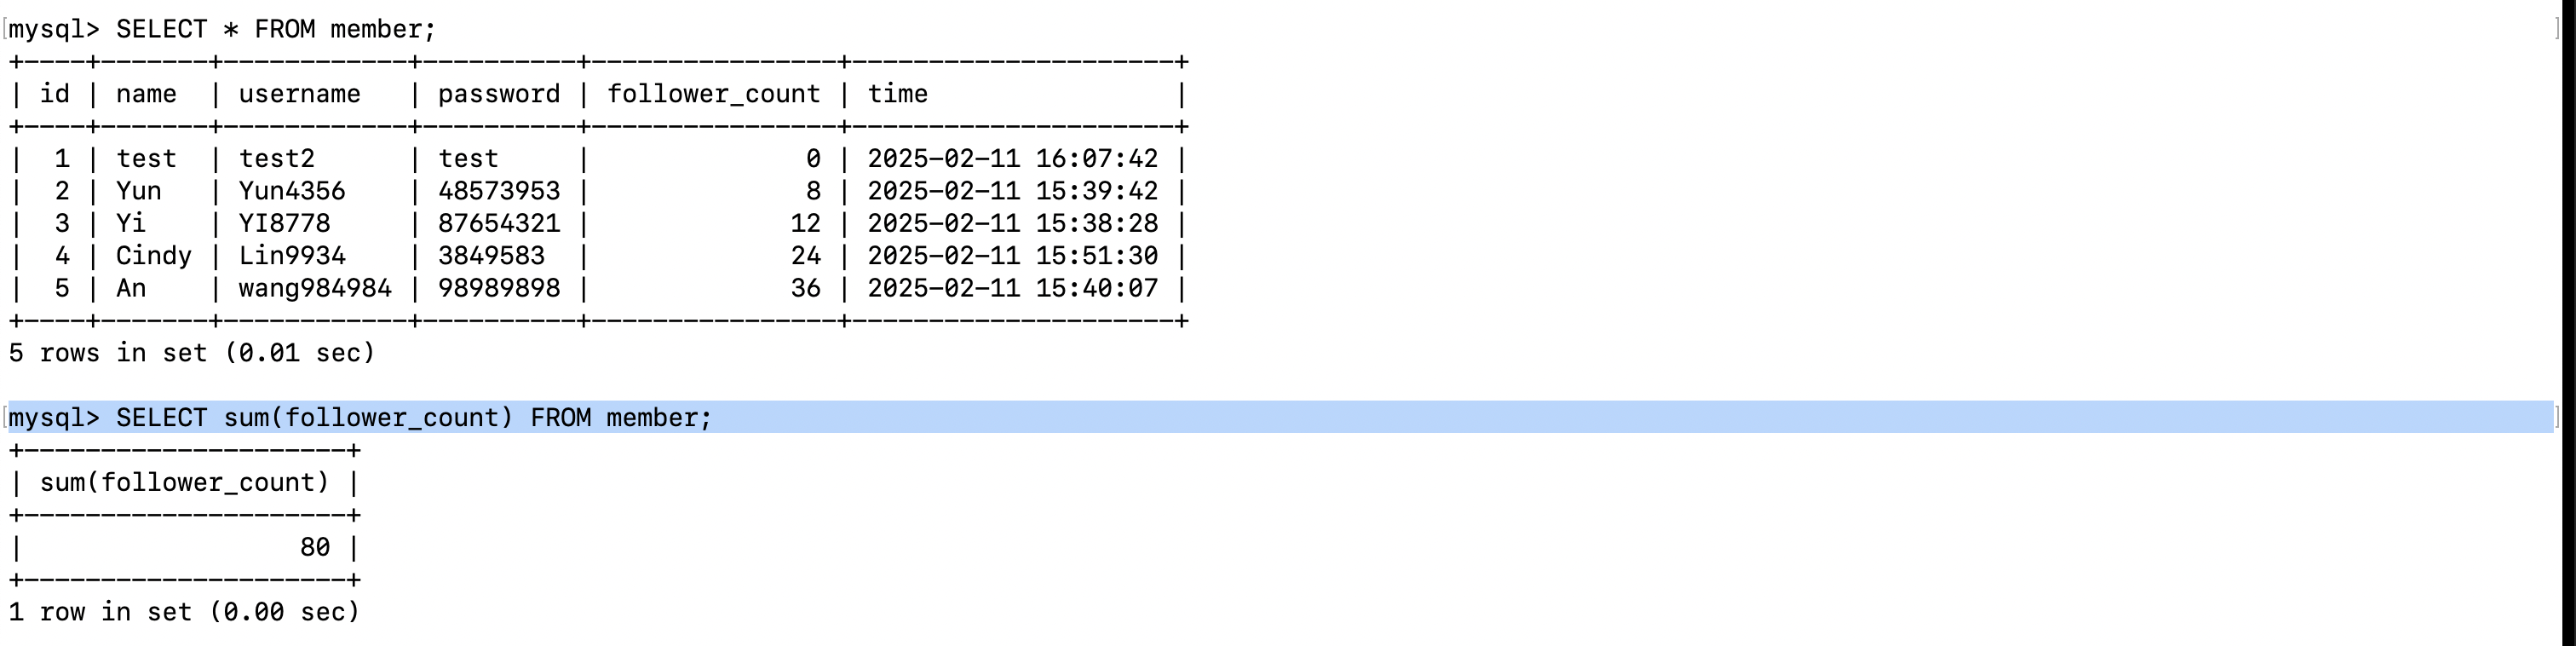 mysql> SELECT * FROM member;
+----+-------+------------+----------+----------------+---------------------+
| id | name  | username   | password | follower_count | time                |
+----+-------+------------+----------+----------------+---------------------+
|  1 | test  | test2      | test     |              0 | 2025-02-11 16:07:42 |
|  2 | Yun   | Yun4356    | 48573953 |              8 | 2025-02-11 15:39:42 |
|  3 | Yi    | YI8778     | 87654321 |             12 | 2025-02-11 15:38:28 |
|  4 | Cindy | Lin9934    | 3849583  |             24 | 2025-02-11 15:51:30 |
|  5 | An    | wang984984 | 98989898 |             36 | 2025-02-11 15:40:07 |
+----+-------+------------+----------+----------------+---------------------+
5 rows in set (0.01 sec)
mysql> SELECT sum(follower_count) FROM member;
+---------------------+
| sum(follower_count) |
+---------------------+
|                  80 |
+---------------------+
1 row in set (0.00 sec)